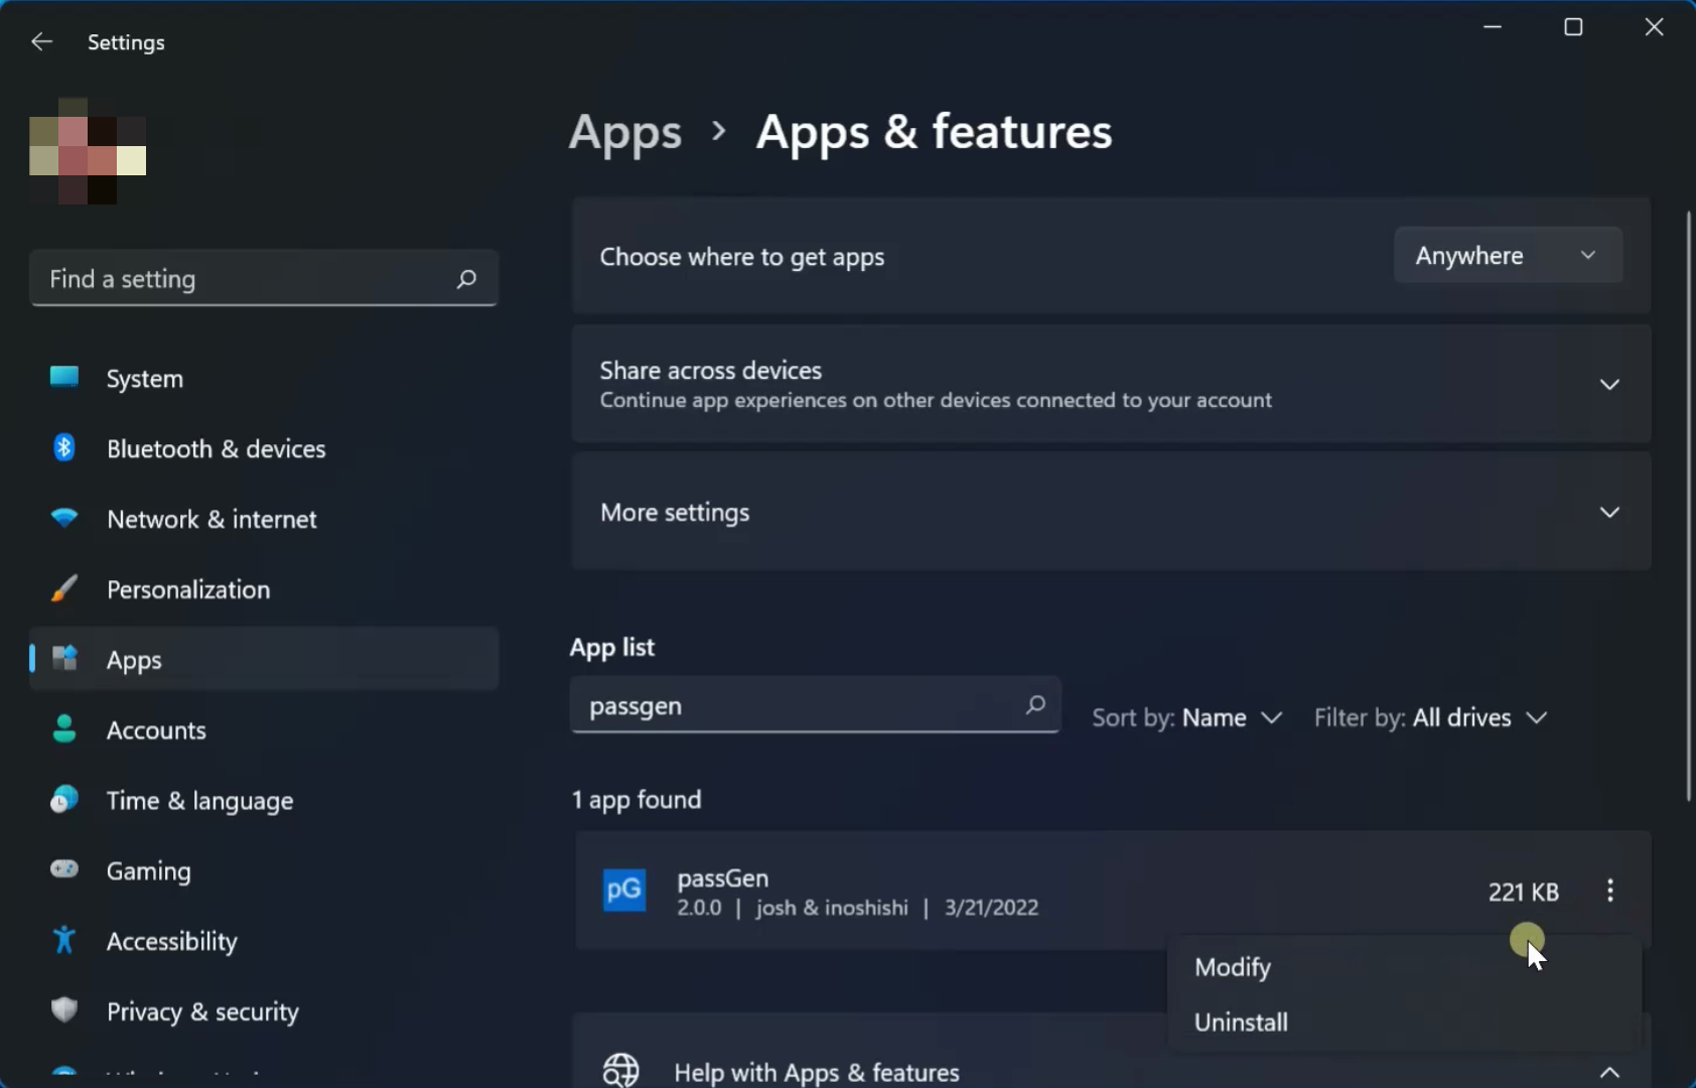 Settings
Find a setting
System
Bluetooth & devices
Network & internet
Personalization
Apps
Accounts
Time & language
Gaming
Accessibility
Privacy & security
Apps > Apps & features
Choose where to get apps
Anywhere
Share across devices
Continue app experiences on other devices connected to your account
More settings
App list
passgen
Sort by: Name
Filter by: All drives
1 app found
pG
passGen
2.0.0 | josh & inoshishi | 3/21/2022
221 KB
Modify
Uninstall
Help with Apps & features